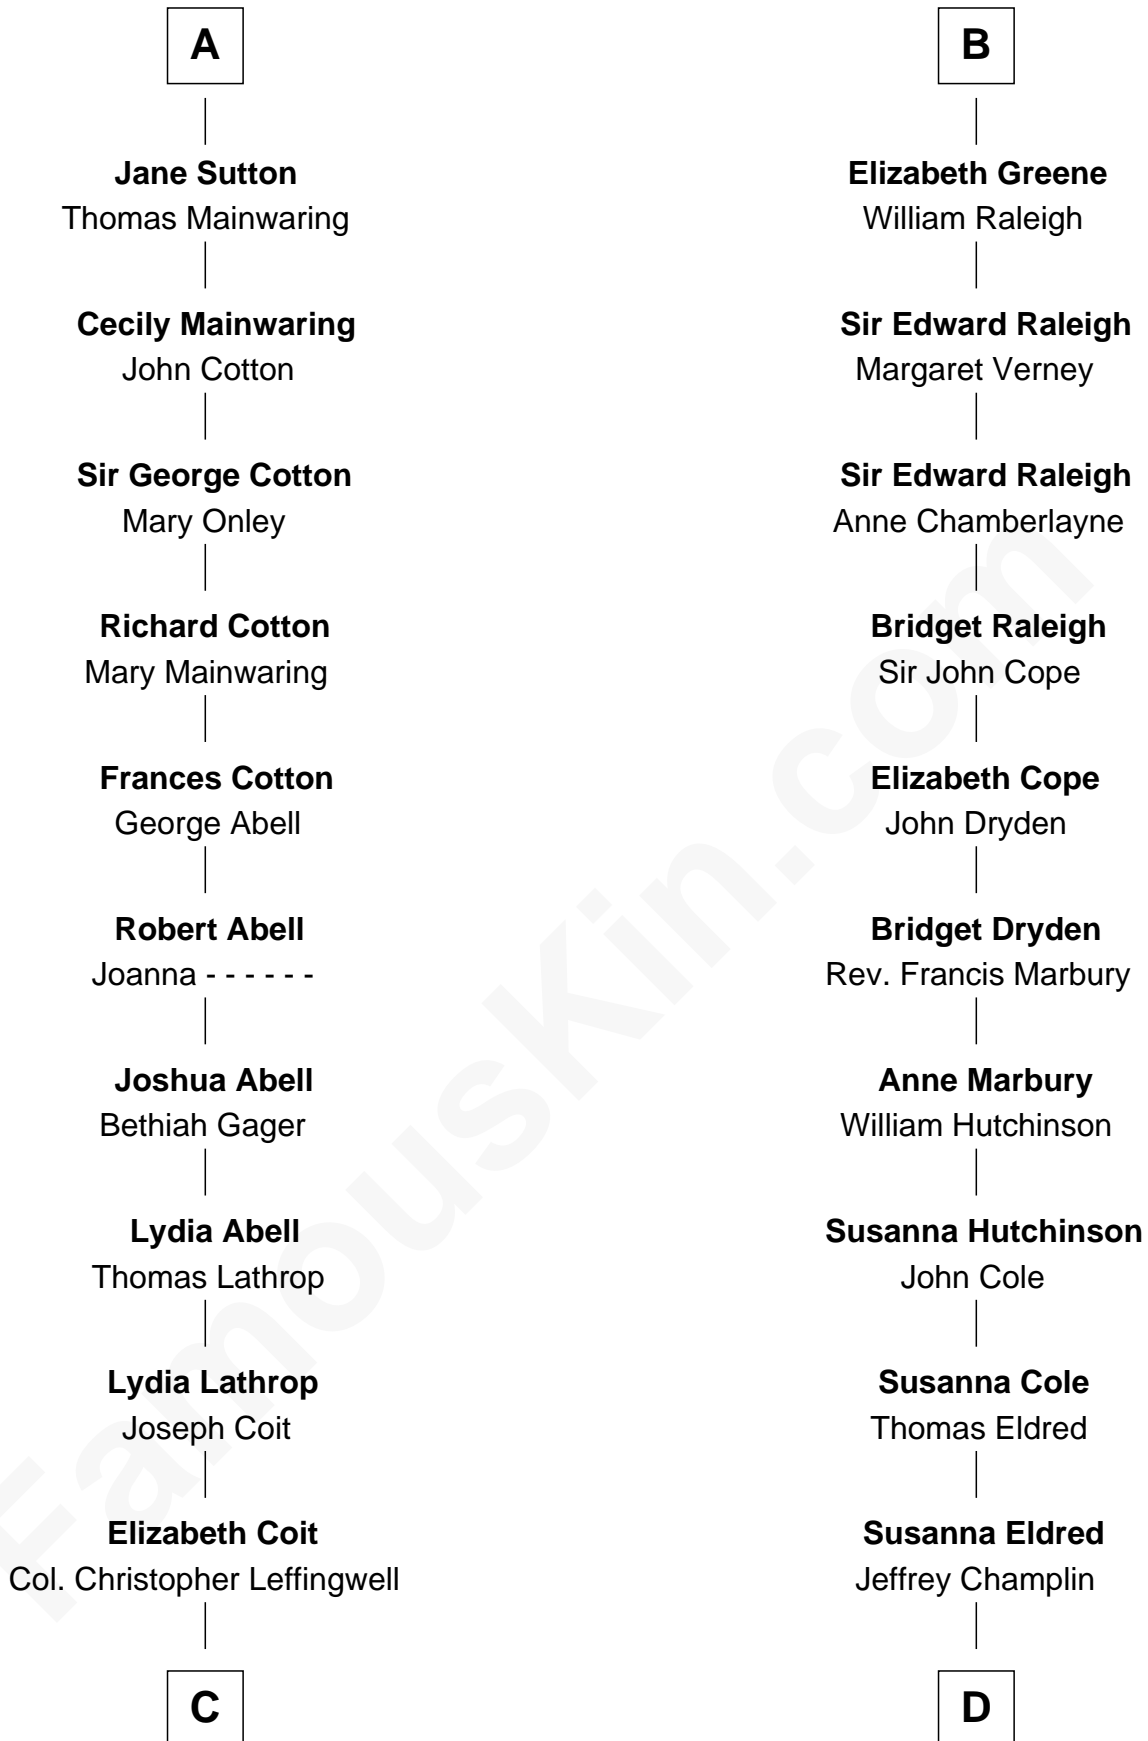 A
Jane Sutton
Thomas Mainwaring
Cecily Mainwaring
John Cotton
Sir George Cotton
Mary Onley
Richard Cotton
Mary Mainwaring
Frances Cotton
George Abell
Robert Abell
Joanna - - - - - -
Joshua Abell
Bethiah Gager
Lydia Abell
Thomas Lathrop
Lydia Lathrop
Joseph Coit
Elizabeth Coit
Col. Christopher Leffingwell
C
B
Elizabeth Greene
William Raleigh
Sir Edward Raleigh
Margaret Verney
Sir Edward Raleigh
Anne Chamberlayne
Bridget Raleigh
Sir John Cope
Elizabeth Cope
John Dryden
Bridget Dryden
Rev. Francis Marbury
Anne Marbury
William Hutchinson
Susanna Hutchinson
John Cole
Susanna Cole
Thomas Eldred
Susanna Eldred
Jeffrey Champlin
D
FamousKin.com